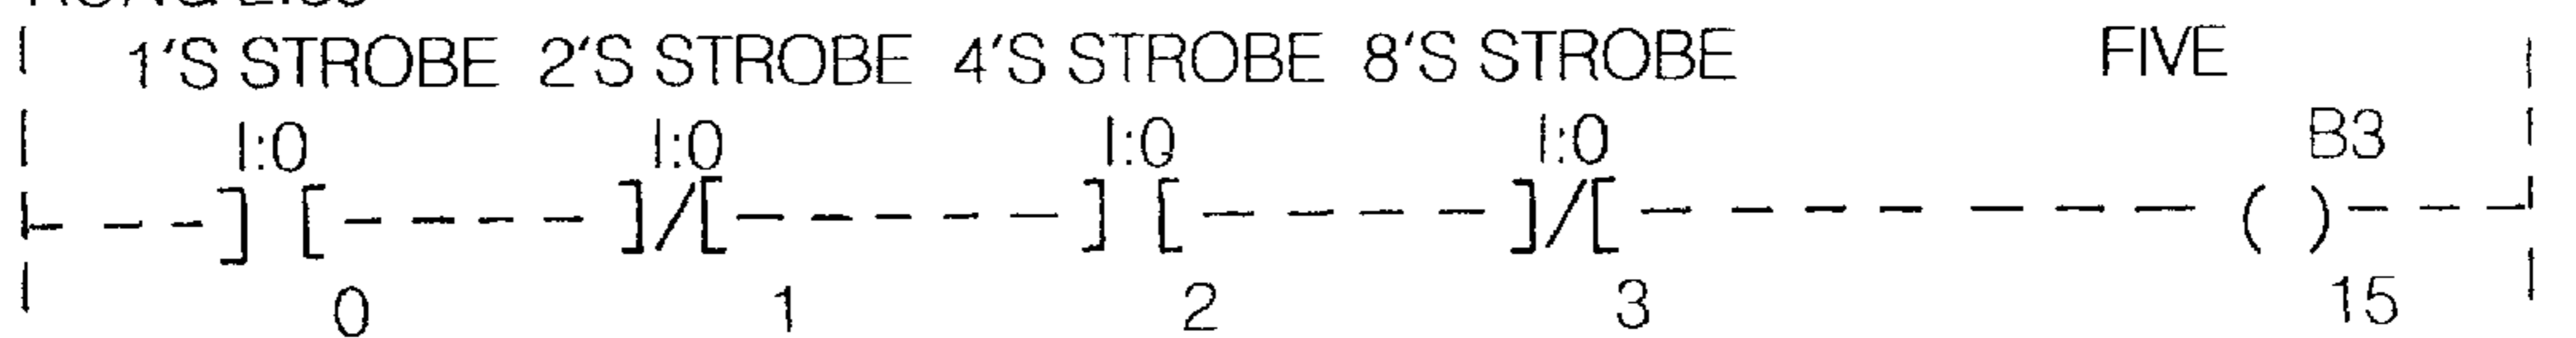 1'S STROBE 2'S STROBE 4'S STROBE 8'S STROBE FIVE
I:0 I:0 I:0 I:0 B3
] [ ]/[ ] [ ]/[ ( )
0 1 2 3 15